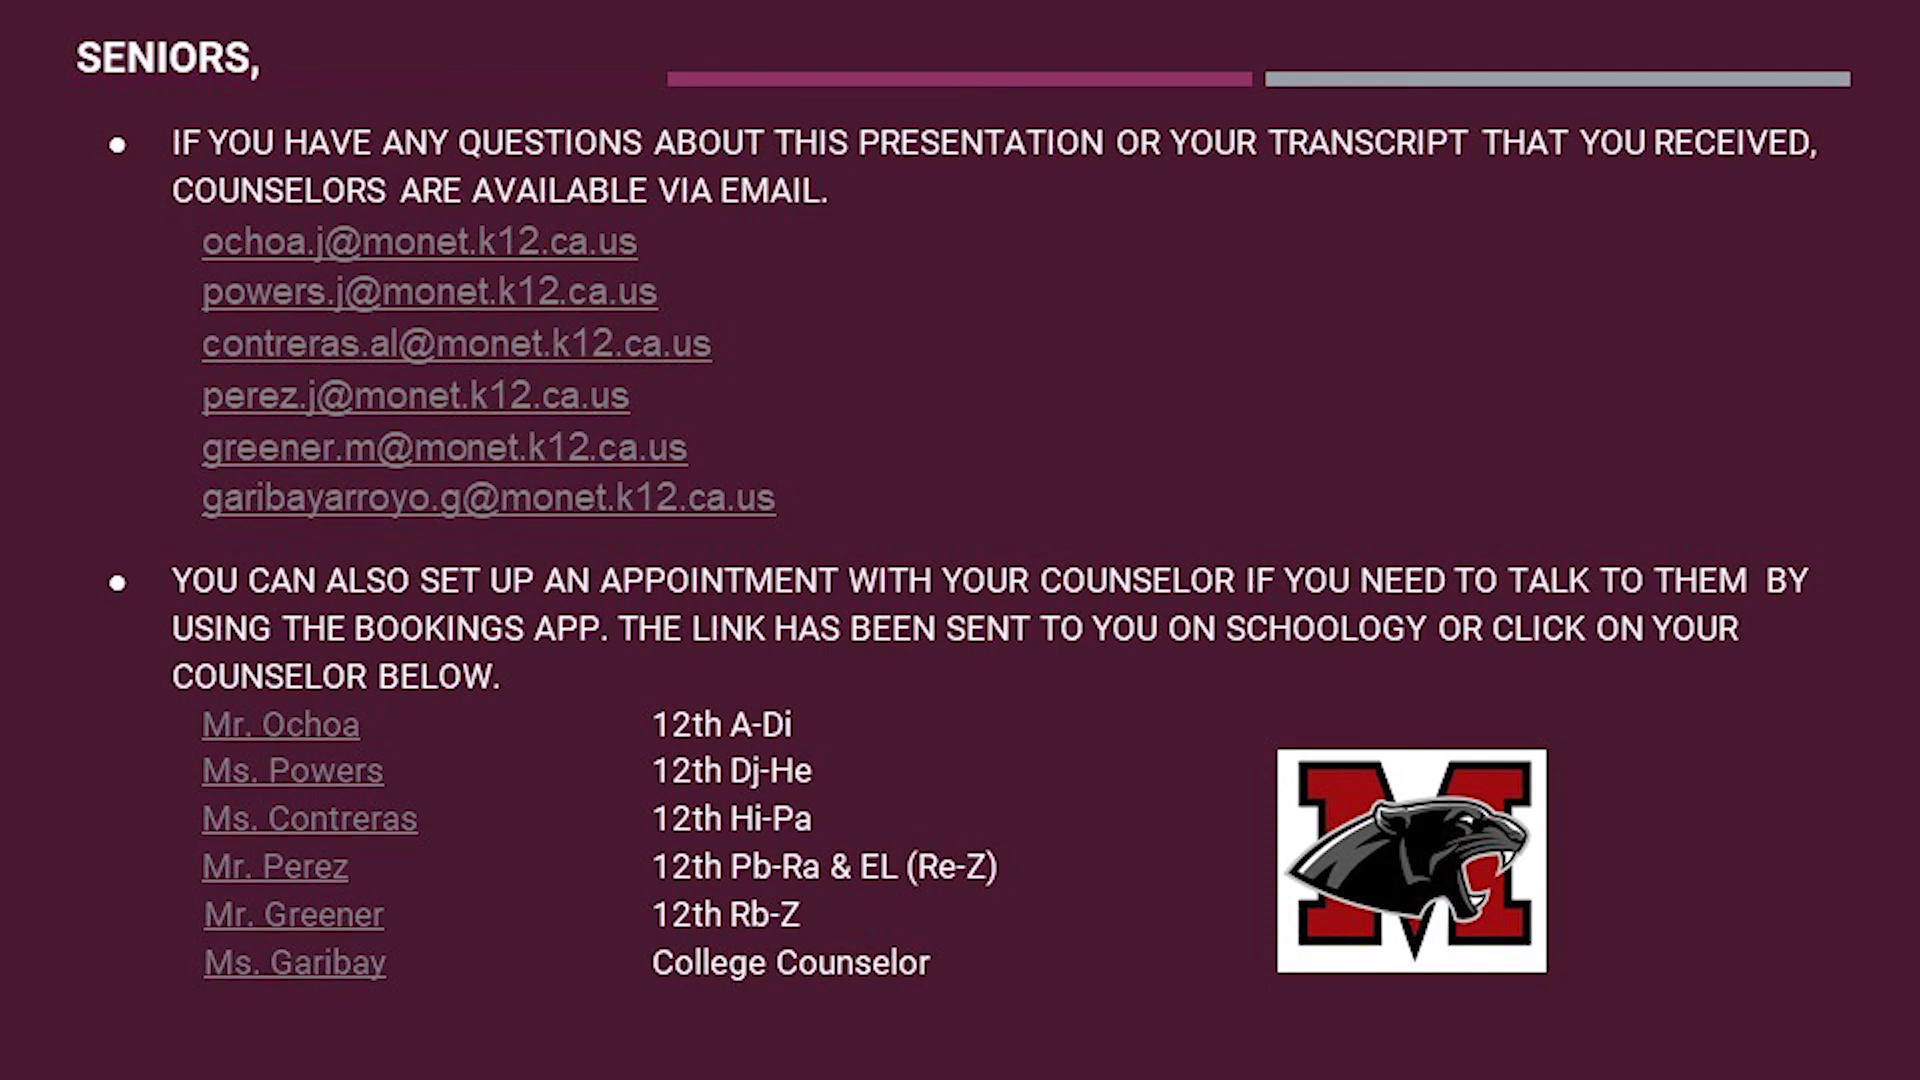 SENIORS,
● IF YOU HAVE ANY QUESTIONS ABOUT THIS PRESENTATION OR YOUR TRANSCRIPT THAT YOU RECEIVED,
COUNSELORS ARE AVAILABLE VIA EMAIL.
ochoa.j@monet.k12.ca.us
powers.j@monet.k12.ca.us
contreras.al@monet.k12.ca.us
perez.j@monet.k12.ca.us
greener.m@monet.k12.ca.us
garibayarroyo.g@monet.k12.ca.us
● YOU CAN ALSO SET UP AN APPOINTMENT WITH YOUR COUNSELOR IF YOU NEED TO TALK TO THEM BY
USING THE BOOKINGS APP. THE LINK HAS BEEN SENT TO YOU ON SCHOOLOGY OR CLICK ON YOUR
COUNSELOR BELOW.
Mr. Ochoa 12th A-Di
Ms. Powers 12th Dj-He
Ms. Contreras 12th Hi-Pa
Mr. Perez 12th Pb-Ra & EL (Re-Z)
Mr. Greener 12th Rb-Z
Ms. Garibay College Counselor
M